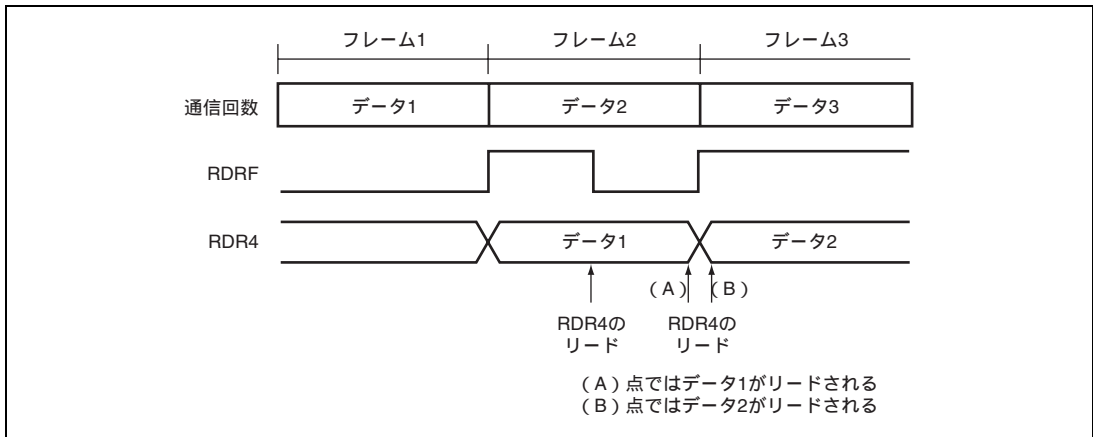 フレーム1 フレーム2 フレーム3
通信回数 データ1 データ2 データ3
RDRF
RDR4 データ1 データ2
(A) (B)
RDR4の RDR4の
リード リード
(A)点ではデータ1がリードされる
(B)点ではデータ2がリードされる